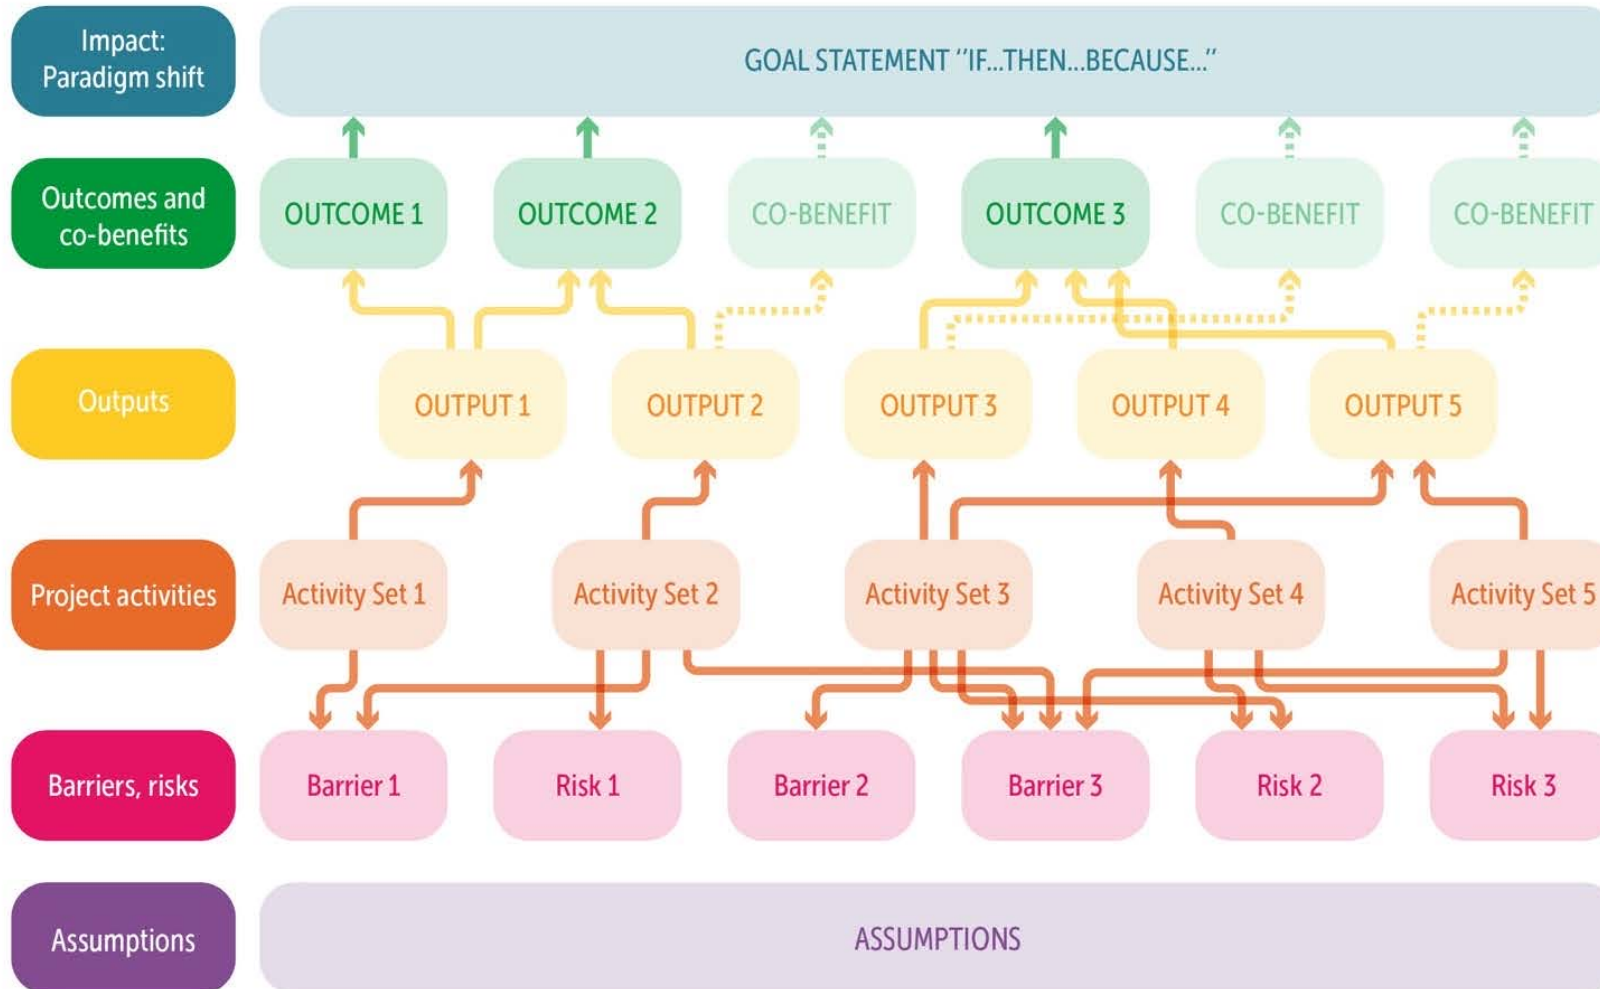 Impact:
Paradigm shift
GOAL STATEMENT “IF...THEN...BECAUSE...”
Outcomes and
co-benefits
OUTCOME 1
OUTCOME 2
CO-BENEFIT
OUTCOME 3
CO-BENEFIT
CO-BENEFIT
Outputs
OUTPUT 1
OUTPUT 2
OUTPUT 3
OUTPUT 4
OUTPUT 5
Project activities
Activity Set 1
Activity Set 2
Activity Set 3
Activity Set 4
Activity Set 5
Barriers, risks
Barrier 1
Risk 1
Barrier 2
Barrier 3
Risk 2
Risk 3
Assumptions
ASSUMPTIONS